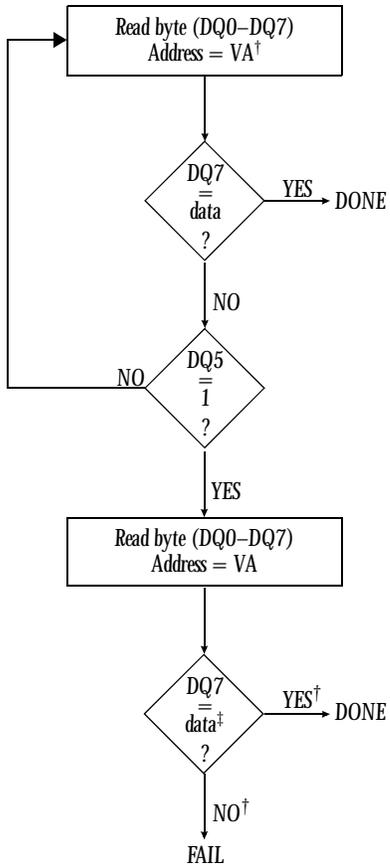 Read byte (DQ0–DQ7)
Address = VA†
DQ7
=
data
?
YES
DONE
NO
DQ5
=
1
?
NO
YES
Read byte (DQ0–DQ7)
Address = VA
DQ7
=
data‡
?
YES†
DONE
NO†
FAIL